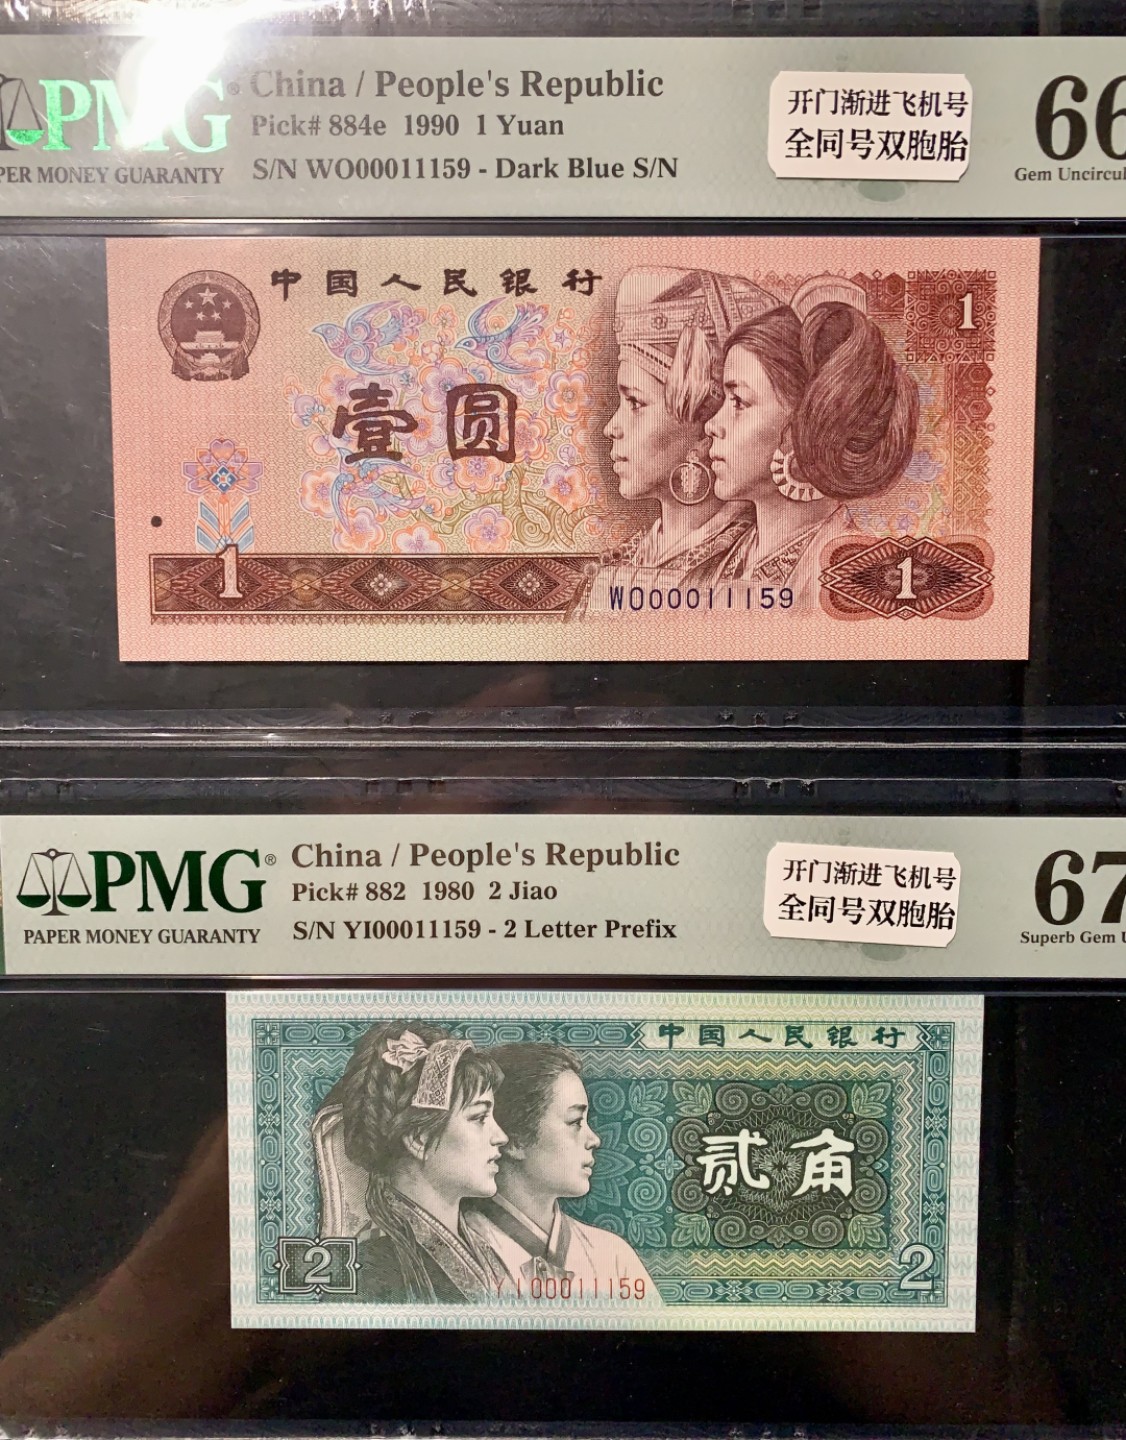 PMG®
PER MONEY GUARANTY
China / People's Republic
Pick# 884e 1990 1 Yuan
S/N WO00011159 - Dark Blue S/N
开门渐进飞机号
全同号双胞胎
66
Gem Uncircul
中国人民银行
1
壹圆
1
1
WO00011159
PMG®
PAPER MONEY GUARANTY
China / People's Republic
Pick# 882 1980 2 Jiao
S/N YI00011159 - 2 Letter Prefix
开门渐进飞机号
全同号双胞胎
67
Superb Gem U
中国人民银行
贰角
2
2
YI00011159